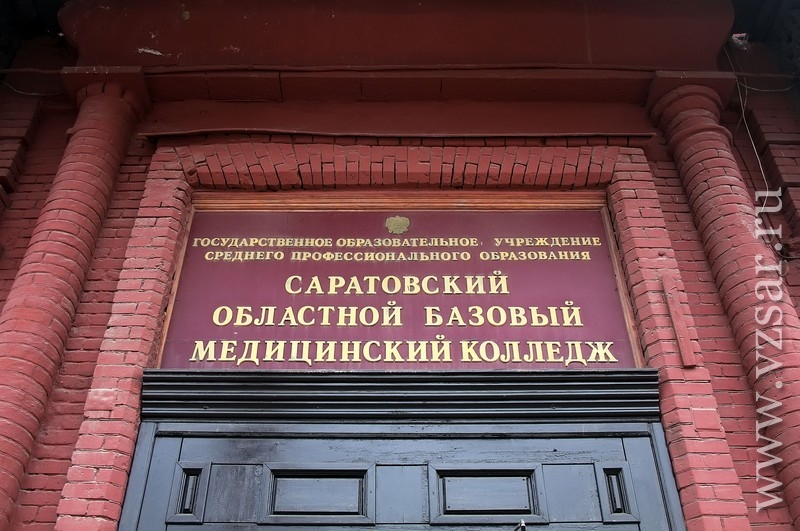 ГОСУДАРСТВЕННОЕ ОБРАЗОВАТЕЛЬНОЕ УЧРЕЖДЕНИЕ
СРЕДНЕГО ПРОФЕССИОНАЛЬНОГО ОБРАЗОВАНИЯ
САРАТОВСКИЙ
ОБЛАСТНОЙ БАЗОВЫЙ
МЕДИЦИНСКИЙ КОЛЛЕДЖ
www.vzsar.ru